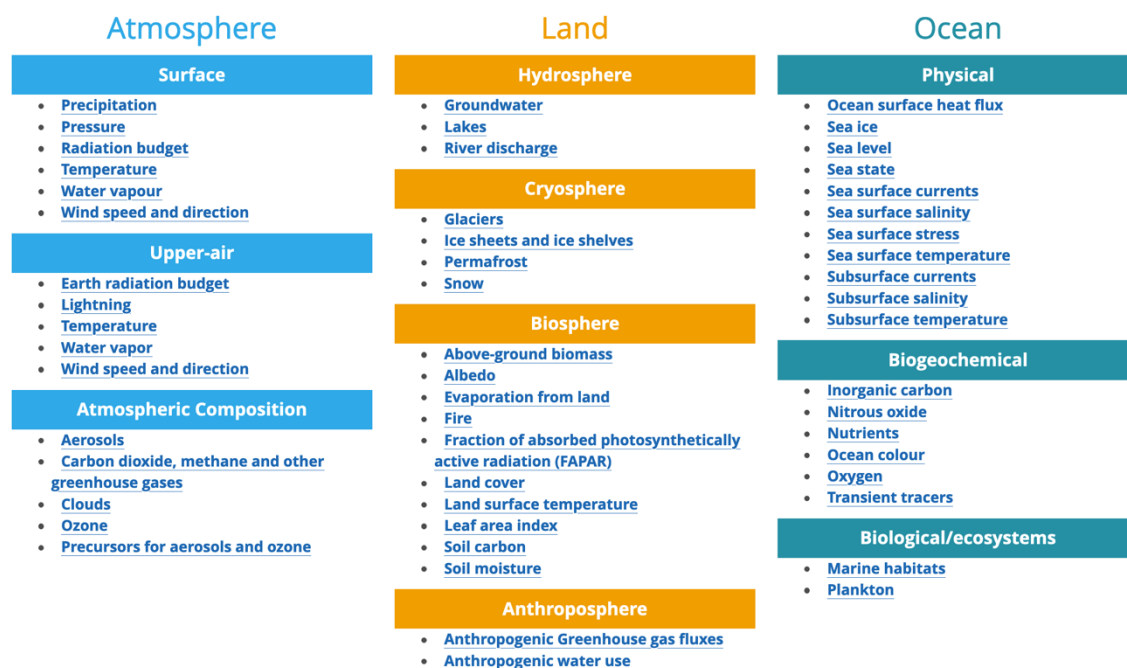 Atmosphere
Surface
Precipitation
Pressure
Radiation budget
Temperature
Water vapour
Wind speed and direction
Upper-air
Earth radiation budget
Lightning
Temperature
Water vapor
Wind speed and direction
Atmospheric Composition
Aerosols
Carbon dioxide, methane and other
greenhouse gases
Clouds
Ozone
Precursors for aerosols and ozone
Land
Hydrosphere
Groundwater
Lakes
River discharge
Cryosphere
Glaciers
Ice sheets and ice shelves
Permafrost
Snow
Biosphere
Above-ground biomass
Albedo
Evaporation from land
Fire
Fraction of absorbed photosynthetically
active radiation (FAPAR)
Land cover
Land surface temperature
Leaf area index
Soil carbon
Soil moisture
Anthroposphere
Anthropogenic Greenhouse gas fluxes
Anthropogenic water use
Ocean
Physical
Ocean surface heat flux
Sea ice
Sea level
Sea state
Sea surface currents
Sea surface salinity
Sea surface stress
Sea surface temperature
Subsurface currents
Subsurface salinity
Subsurface temperature
Biogeochemical
Inorganic carbon
Nitrous oxide
Nutrients
Ocean colour
Oxygen
Transient tracers
Biological/ecosystems
Marine habitats
Plankton